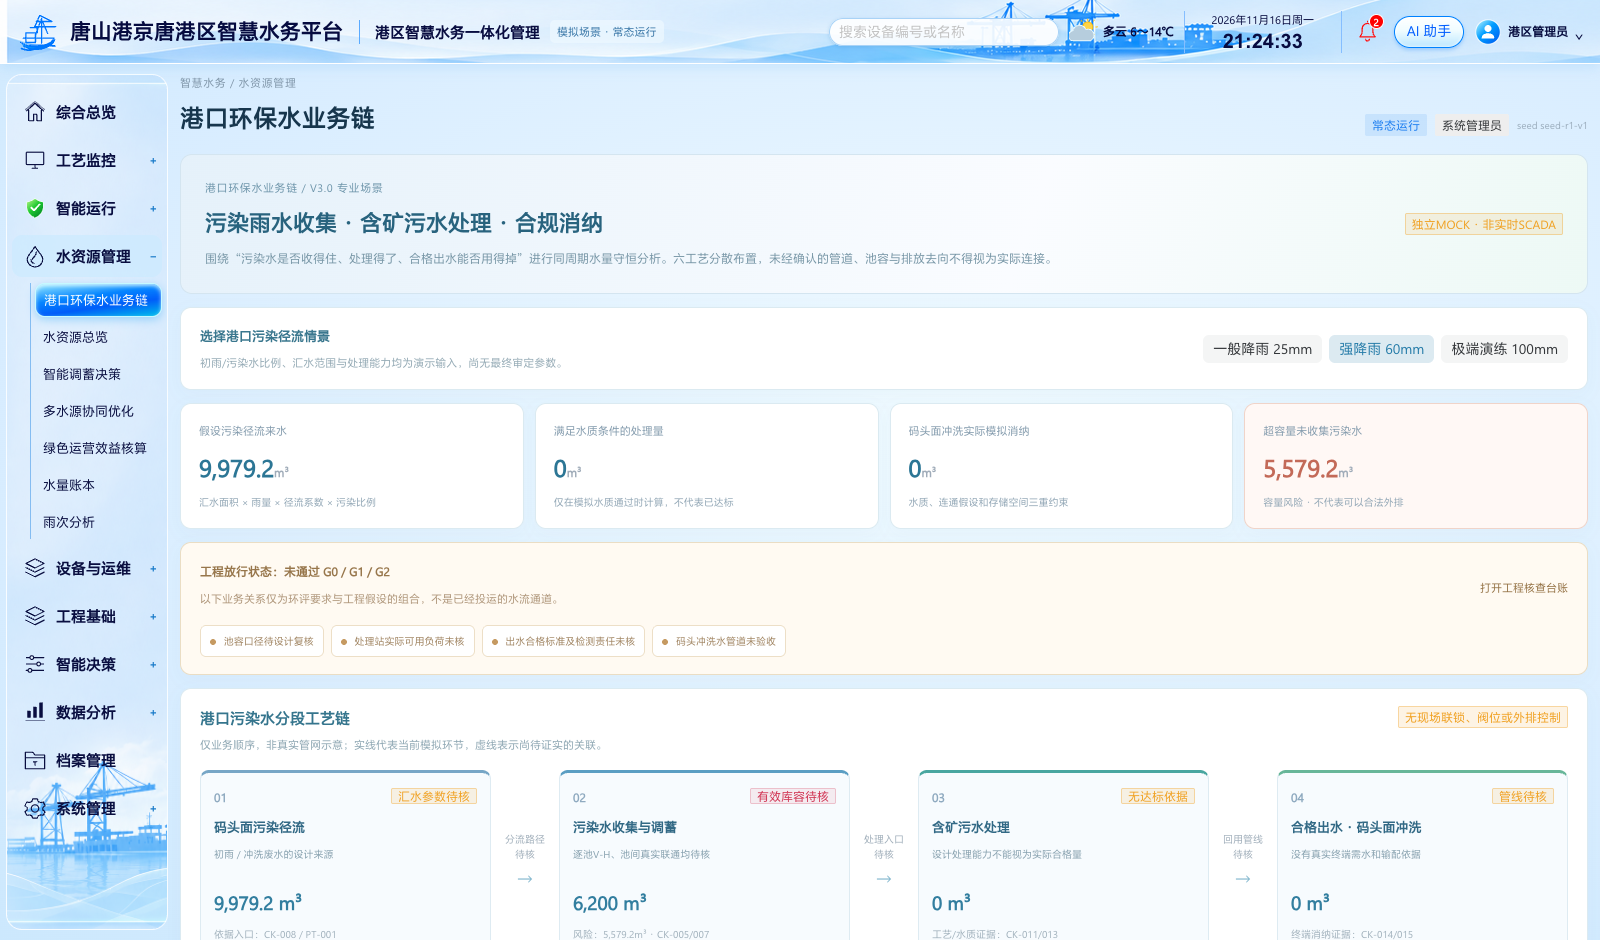 唐山港京唐港区智慧水务平台
港区智慧水务一体化管理
模拟场景 · 常态运行
搜索设备编号或名称
多云 6~14℃
2026年11月16日周一
21:24:33
2
AI 助手
港区管理员
综合总览
工艺监控 +
智能运行 +
水资源管理 −
港口环保水业务链
水资源总览
智能调蓄决策
多水源协同优化
绿色运营效益核算
水量账本
雨次分析
设备与运维 +
工程基础 +
智能决策 +
数据分析 +
档案管理
系统管理 +
智慧水务 / 水资源管理
港口环保水业务链
常态运行
系统管理员
seed seed-r1-v1
港口环保水业务链 / V3.0 专业场景
污染雨水收集 · 含矿污水处理 · 合规消纳
围绕“污染水是否收得住、处理得了、合格出水能否用得掉”进行同周期水量守恒分析。六工艺分散布置，未经确认的管道、池容与排放去向不得视为实际连接。
独立MOCK · 非实时SCADA
选择港口污染径流情景
初雨/污染水比例、汇水范围与处理能力均为演示输入，尚无最终审定参数。
一般降雨 25mm
强降雨 60mm
极端演练 100mm
假设污染径流来水
9,979.2m³
汇水面积 × 雨量 × 径流系数 × 污染比例
满足水质条件的处理量
0m³
仅在模拟水质通过时计算，不代表已达标
码头面冲洗实际模拟消纳
0m³
水质、连通假设和存储空间三重约束
超容量未收集污染水
5,579.2m³
容量风险 · 不代表可以合法外排
工程放行状态：未通过 G0 / G1 / G2
以下业务关系仅为环评要求与工程假设的组合，不是已经投运的水流通道。
打开工程核查台账
池容口径待设计复核
处理站实际可用负荷未核
出水合格标准及检测责任未核
码头冲洗水管道未验收
港口污染水分段工艺链
仅业务顺序，非真实管网示意；实线代表当前模拟环节，虚线表示尚待证实的关联。
无现场联锁、阀位或外排控制
01
汇水参数待核
码头面污染径流
初雨 / 冲洗废水的设计来源
9,979.2 m³
依据入口：CK-008 / PT-001
分流路径
待核
→
02
有效库容待核
污染水收集与调蓄
逐池V-H、池间真实联通均待核
6,200 m³
风险：5,579.2m³ · CK-005/007
处理入口
待核
→
03
无达标依据
含矿污水处理
设计处理能力不能视为实际合格量
0 m³
工艺/水质证据：CK-011/013
回用管线
待核
→
04
管线待核
合格出水 · 码头面冲洗
没有真实终端需水和输配依据
0 m³
终端消纳证据：CK-014/015